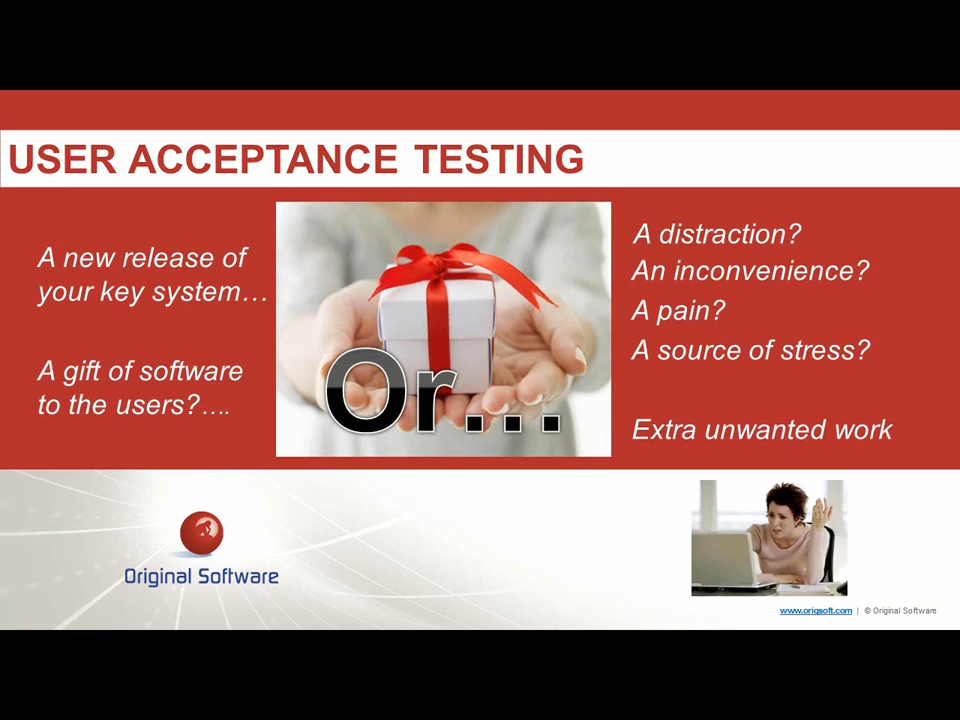 USER ACCEPTANCE TESTING
A new release of
your key system…
A gift of software
to the users?….
Or…
A distraction?
An inconvenience?
A pain?
A source of stress?
Extra unwanted work
Original Software
www.origsoft.com | © Original Software